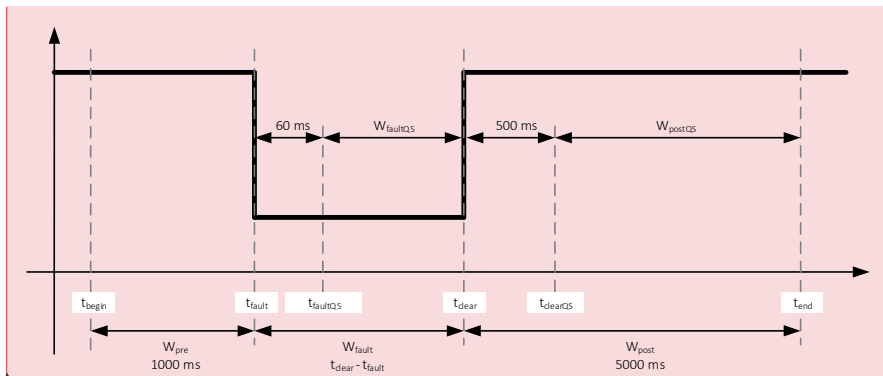 60 ms
W_faultQS
500 ms
W_postQS
t_begin
t_fault
t_faultQS
t_clear
t_clearQS
t_end
W_pre
1000 ms
W_fault
t_clear - t_fault
W_post
5000 ms